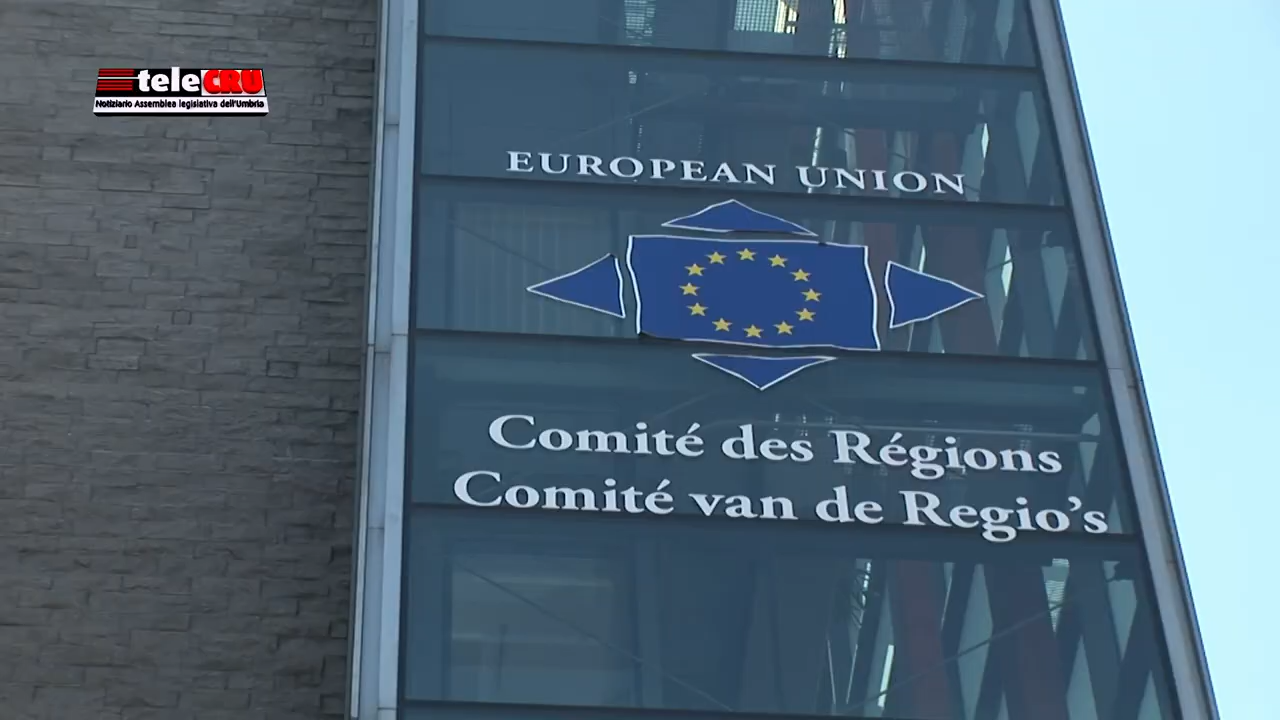 teleCRU
Notiziario Assemblea legislativa dell'Umbria
EUROPEAN UNION
Comité des Régions
Comité van de Regio's